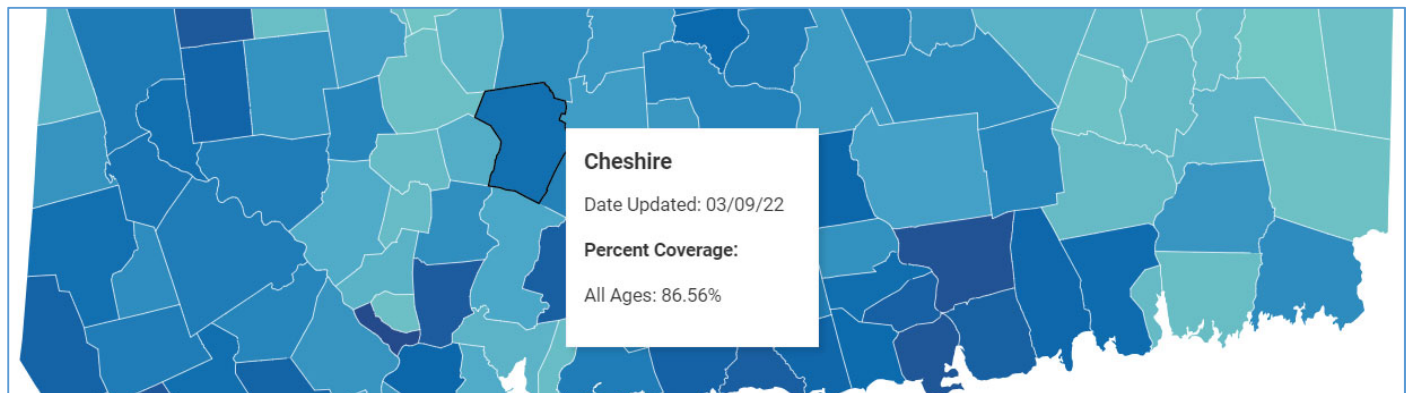 Cheshire
Date Updated: 03/09/22
Percent Coverage:
All Ages: 86.56%